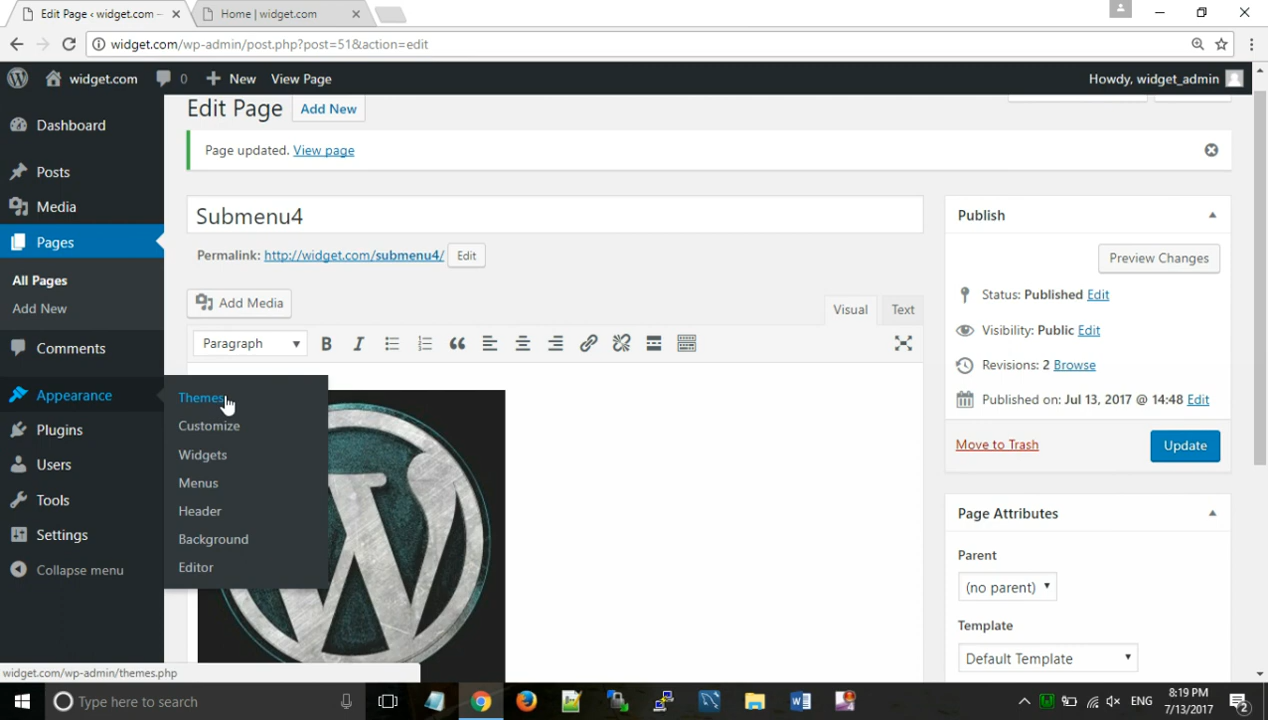 Edit Page ‹ widget.com –
Home | widget.com
widget.com/wp-admin/post.php?post=51&action=edit
widget.com
0
New
View Page
Howdy, widget_admin
Edit Page
Add New
Dashboard
Page updated. View page
Posts
Media
Pages
All Pages
Add New
Comments
Appearance
Plugins
Users
Tools
Settings
Collapse menu
Themes
Customize
Widgets
Menus
Header
Background
Editor
Submenu4
Permalink: http://widget.com/submenu4/ Edit
Add Media
Visual
Text
Paragraph
B I
Publish
Preview Changes
Status: Published Edit
Visibility: Public Edit
Revisions: 2 Browse
Published on: Jul 13, 2017 @ 14:48 Edit
Move to Trash
Update
Page Attributes
Parent
(no parent)
Template
Default Template
widget.com/wp-admin/themes.php
Type here to search
ENG
8:19 PM
7/13/2017
2